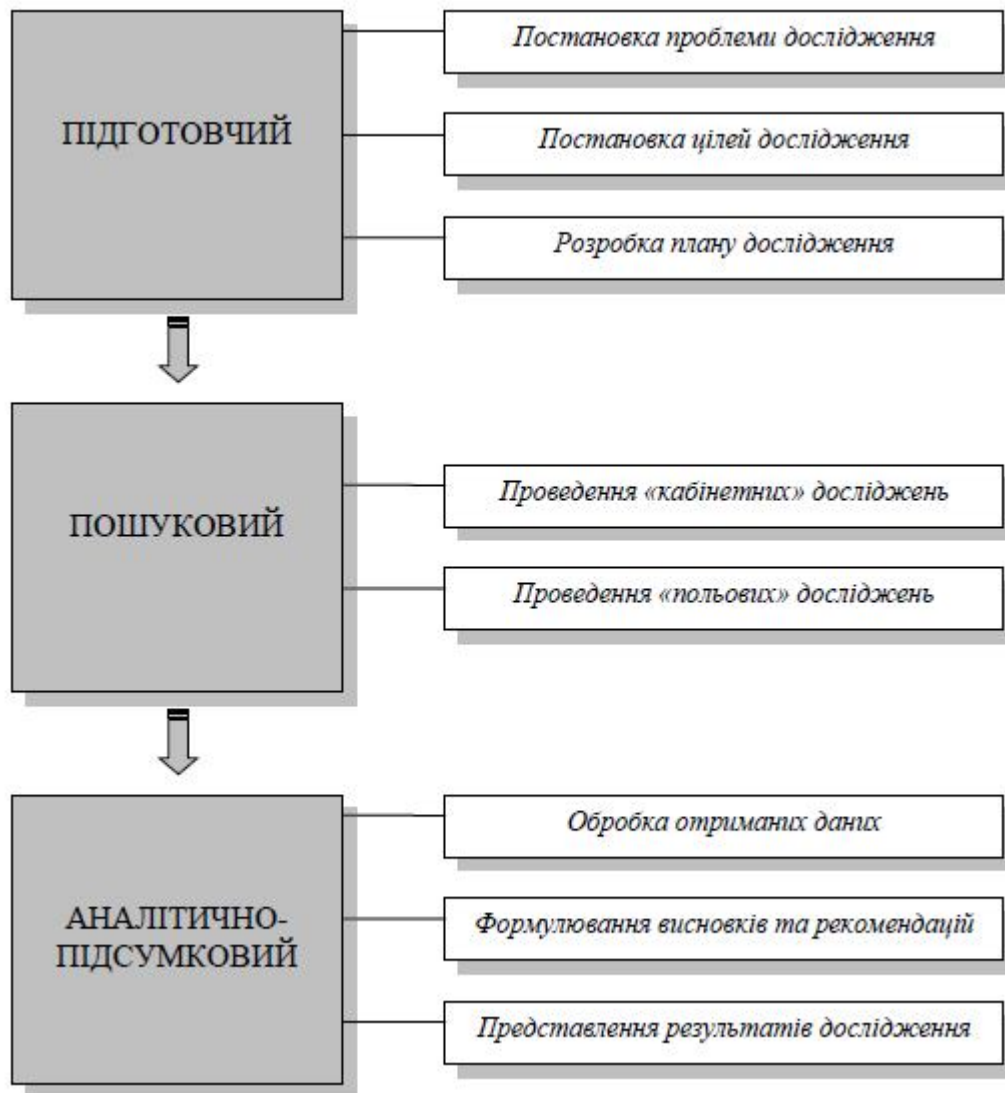 ПІДГОТОВЧИЙ
Постановка проблеми дослідження
Постановка цілей дослідження
Розробка плану дослідження
ПОШУКОВИЙ
Проведення «кабінетних» досліджень
Проведення «польових» досліджень
АНАЛІТИЧНО-
ПІДСУМКОВИЙ
Обробка отриманих даних
Формулювання висновків та рекомендацій
Представлення результатів дослідження